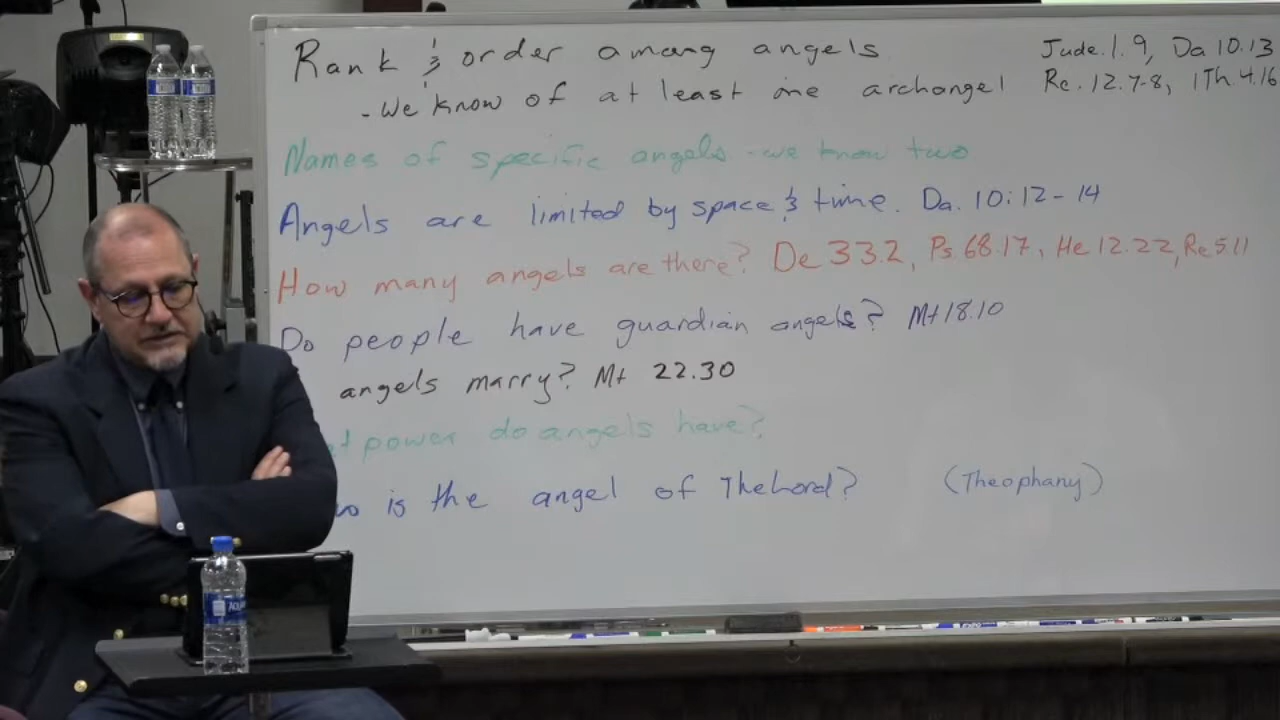 Rank & order among angels Jude.1.9, Da 10.13
- we know of at least one archangel Re.12.7-8, 1Th.4.16
Names of specific angels - we know two
Angels are limited by space & time. Da. 10:12-14
How many angels are there? De 33.2, Ps.68.17, He 12.22, Re 5.11
Do people have guardian angels? Mt 18.10
angels marry? Mt 22.30
power do angels have?
is the angel of The Lord? (Theophany)